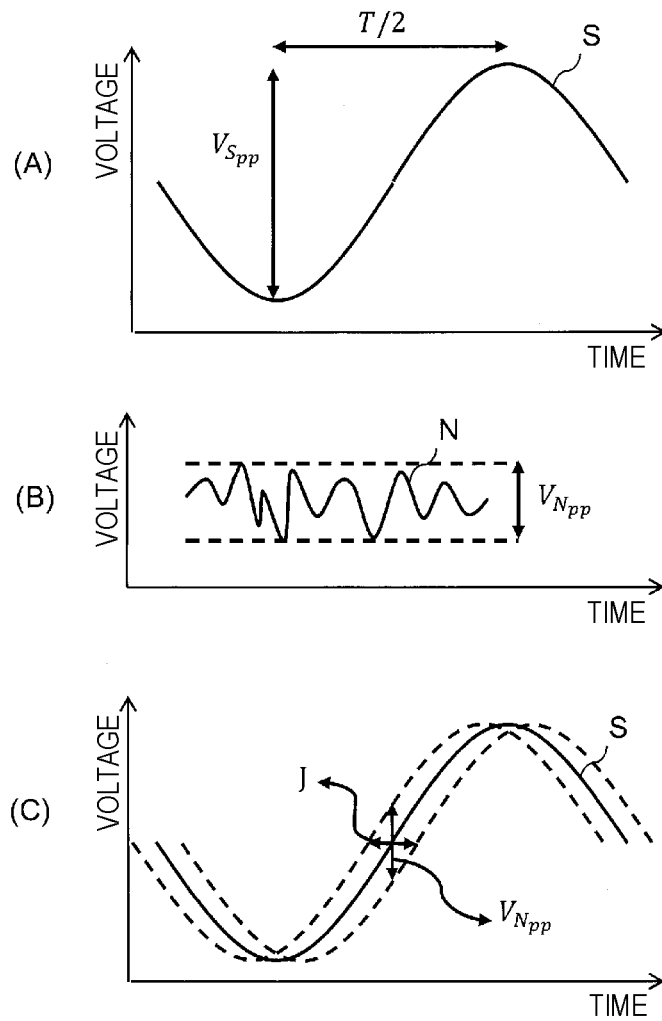 (A)
VOLTAGE
T/2
S
V_{S_{pp}}
TIME
(B)
VOLTAGE
N
V_{N_{pp}}
TIME
(C)
VOLTAGE
J
S
V_{N_{pp}}
TIME